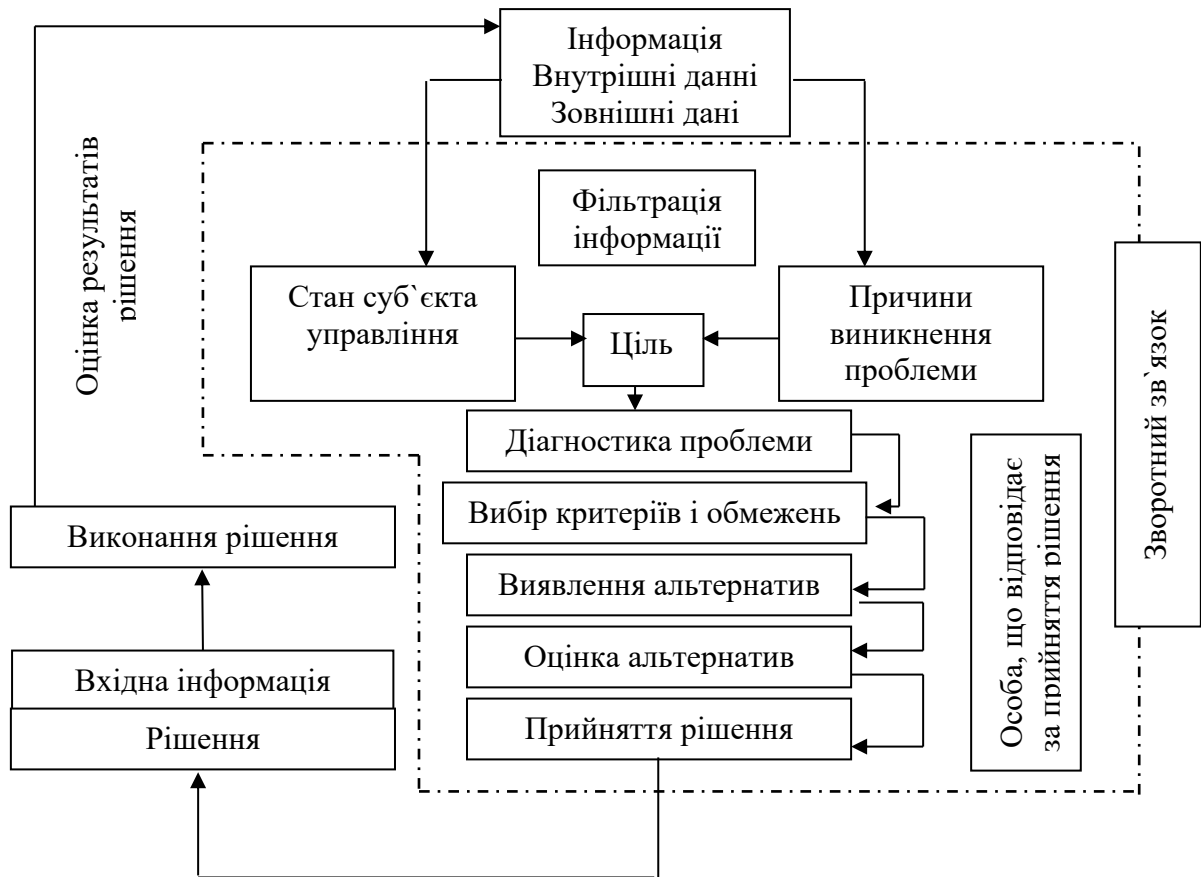 Інформація
Внутрішні данні
Зовнішні дані
Оцінка результатів
рішення
Фільтрація
інформації
Стан суб`єкта
управління
Ціль
Причини
виникнення
проблеми
Зворотний зв`язок
Діагностика проблеми
Вибір критеріїв і обмежень
Виявлення альтернатив
Оцінка альтернатив
Прийняття рішення
Особа, що відповідає
за прийняття рішення
Виконання рішення
Вхідна інформація
Рішення